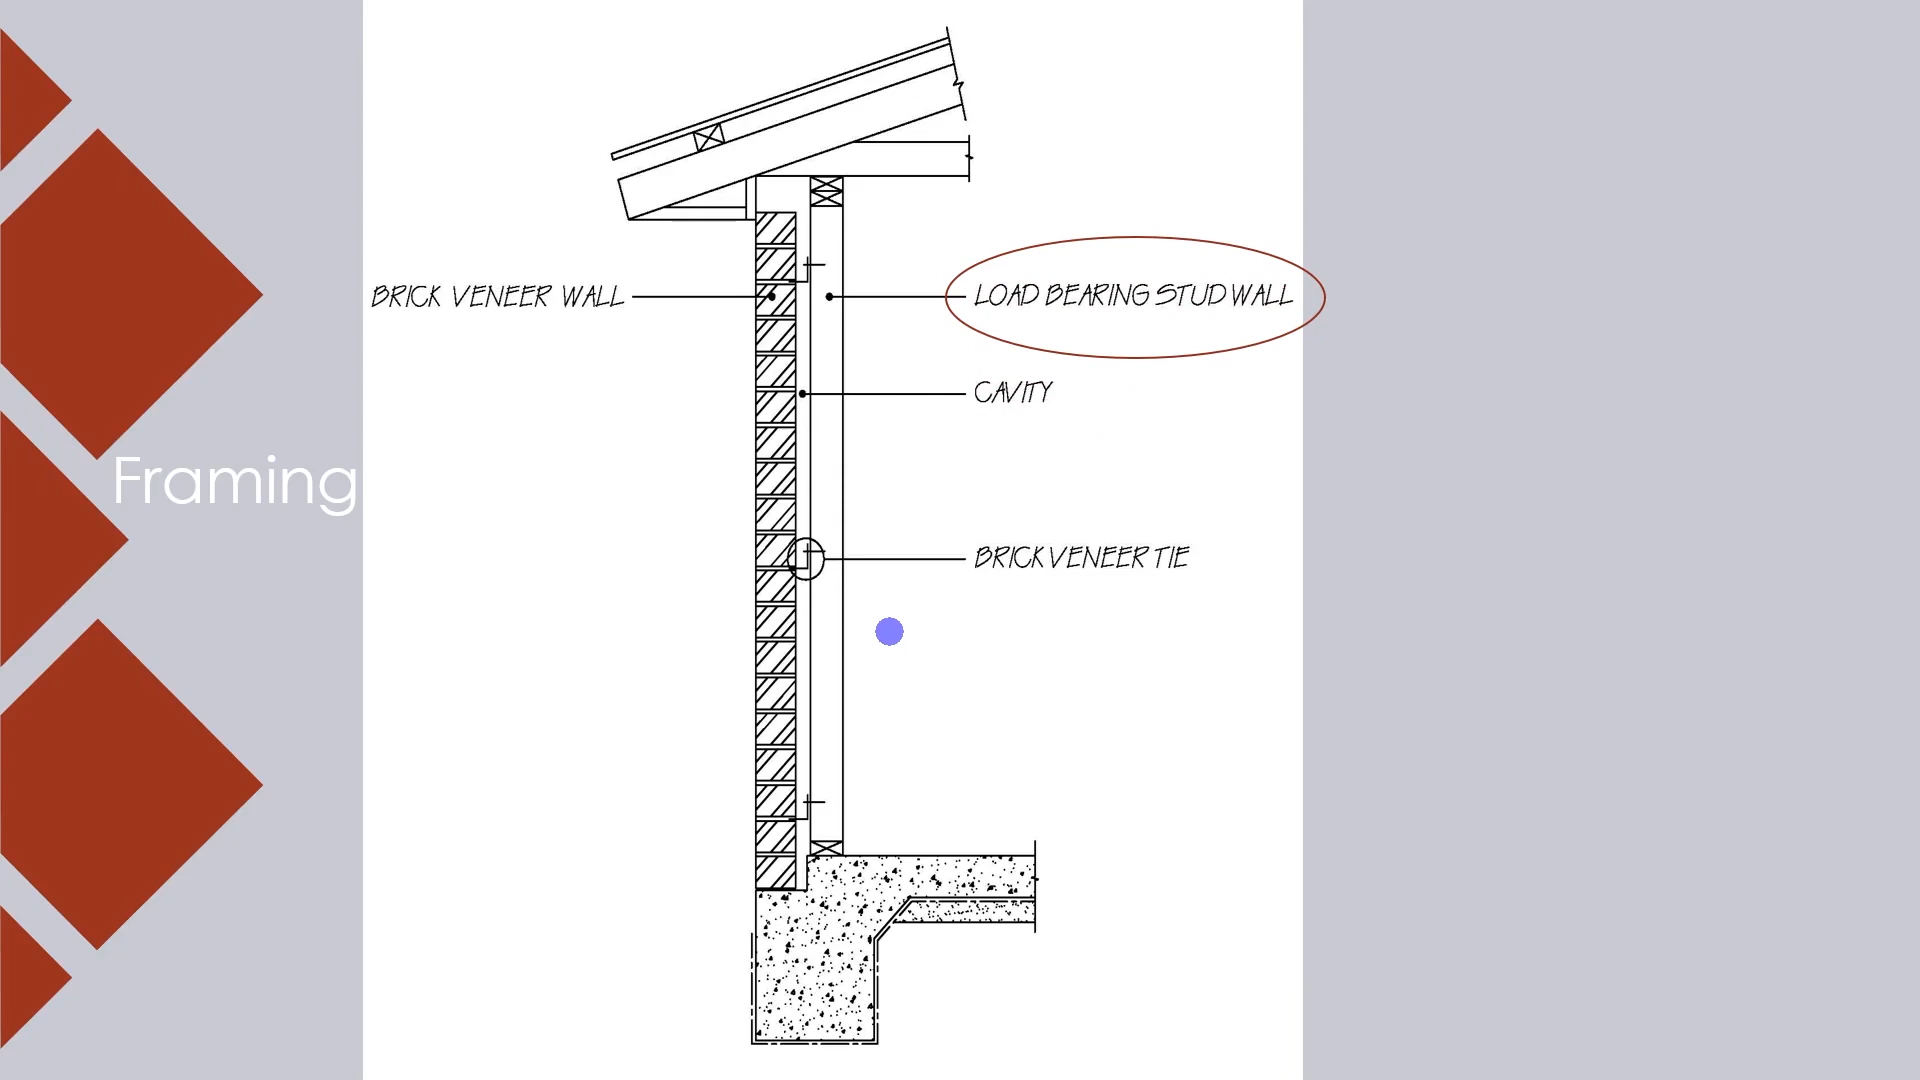 Framing
BRICK VENEER WALL
LOAD BEARING STUD WALL
CAVITY
BRICK VENEER TIE